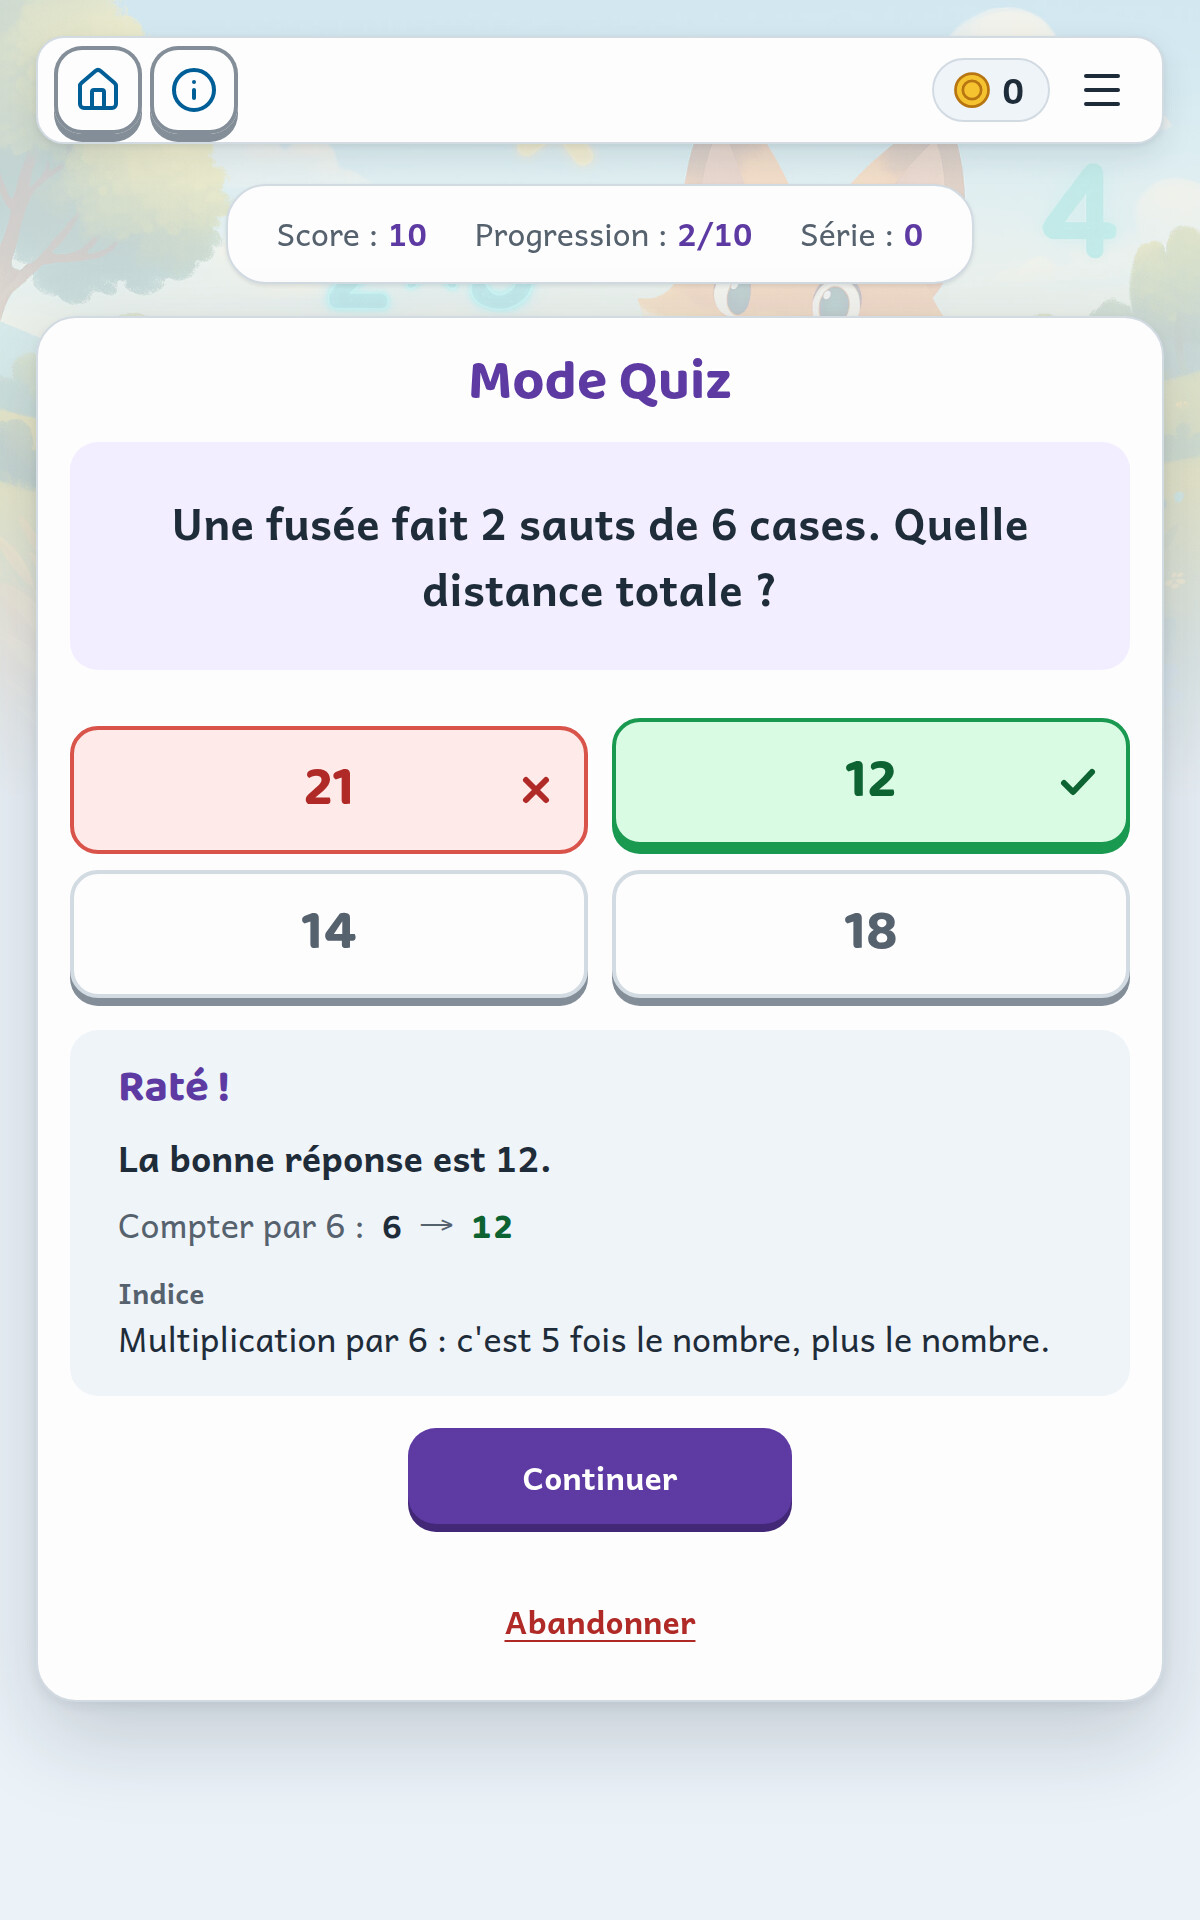 0
4
Score : 10 Progression : 2/10 Série : 0
Mode Quiz
Une fusée fait 2 sauts de 6 cases. Quelle
distance totale ?
21
12
14
18
Raté !
La bonne réponse est 12.
Compter par 6 : 6 → 12
Indice
Multiplication par 6 : c'est 5 fois le nombre, plus le nombre.
Continuer
Abandonner